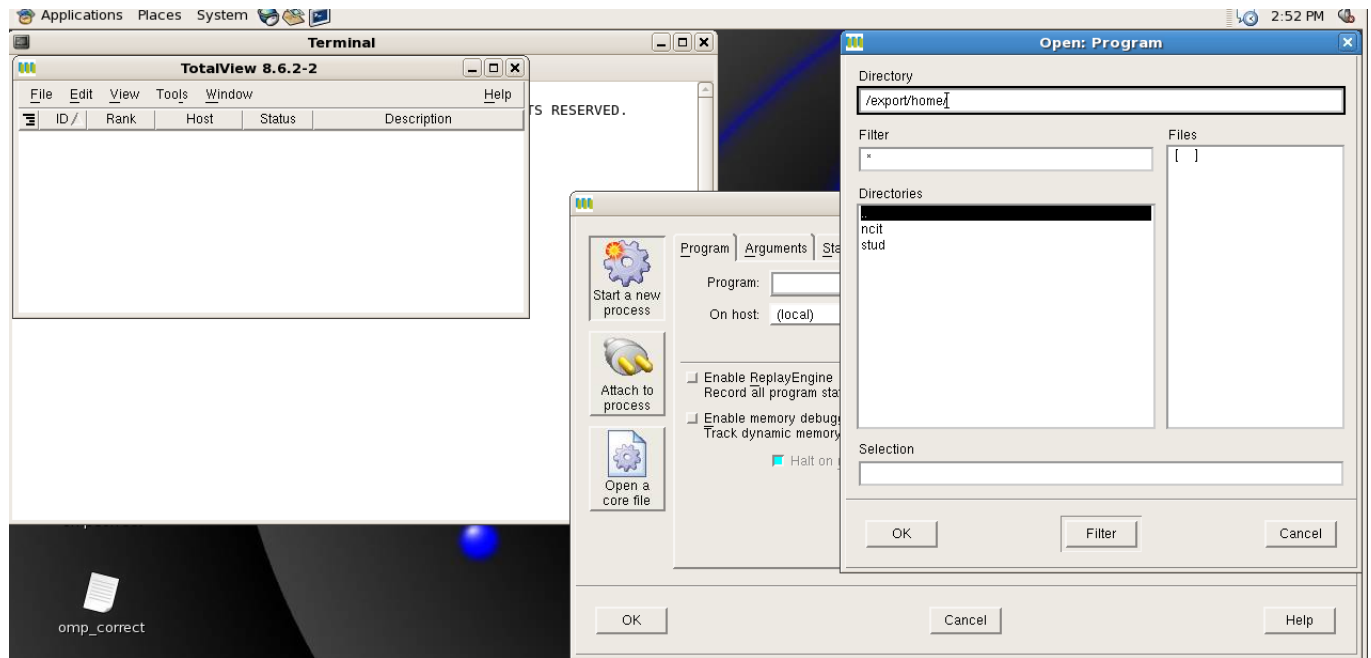 Applications Places System
2:52 PM
Terminal
TS RESERVED.
TotalView 8.6.2-2
File Edit View Tools Window Help
ID / Rank Host Status Description
Start a new
process
Attach to
process
Open a
core file
Program Arguments Sta
Program:
On host: (local)
Enable ReplayEngine
Record all program sta
Enable memory debugg
Track dynamic memory
Halt on
OK Cancel Help
Open: Program
Directory
/export/home/
Filter
*
Files
[ ]
Directories
..
ncit
stud
Selection
OK Filter Cancel
omp_correct